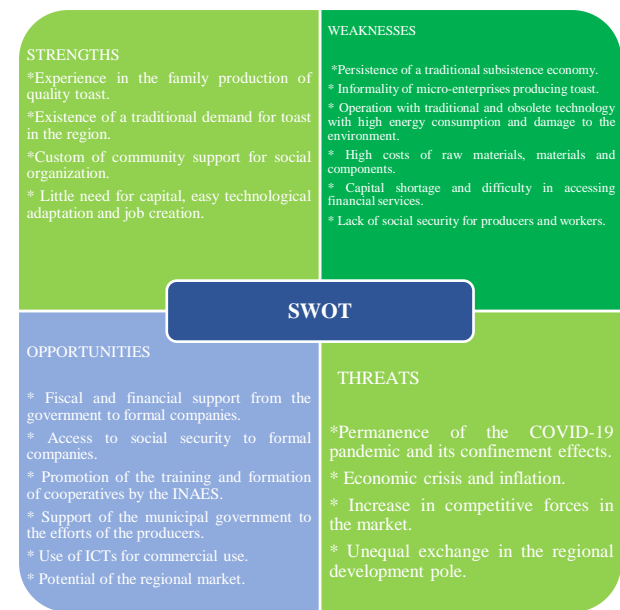 STRENGTHS
*Experience in the family production of
quality toast.
*Existence of a traditional demand for toast
in the region.
*Custom of community support for social
organization.
* Little need for capital, easy technological
adaptation and job creation.
WEAKNESSES
*Persistence of a traditional subsistence economy.
* Informality of micro-enterprises producing toast.
* Operation with traditional and obsolete technology
with high energy consumption and damage to the
environment.
* High costs of raw materials, materials and
components.
* Capital shortage and difficulty in accessing
financial services.
* Lack of social security for producers and workers.
SWOT
OPPORTUNITIES
* Fiscal and financial support from the
government to formal companies.
* Access to social security to formal
companies.
* Promotion of the training and formation
of cooperatives by the INAES.
* Support of the municipal government to
the efforts of the producers.
* Use of ICTs for commercial use.
* Potential of the regional market.
THREATS
*Permanence of the COVID-19
pandemic and its confinement effects.
* Economic crisis and inflation.
* Increase in competitive forces in
the market.
* Unequal exchange in the regional
development pole.